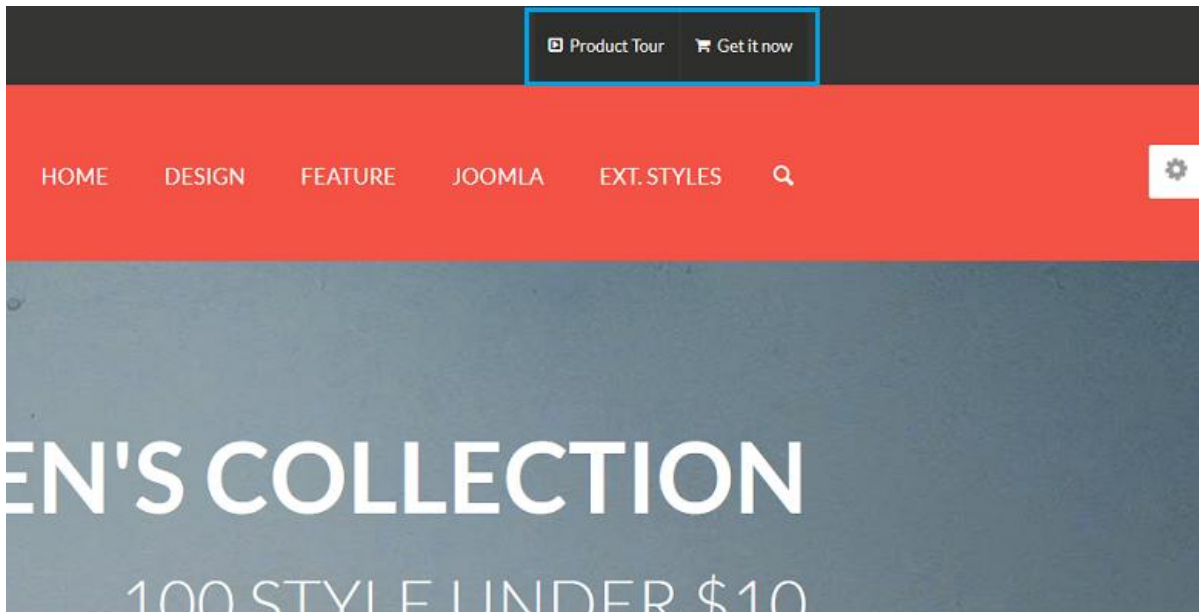 Product Tour Get it now
HOME DESIGN FEATURE JOOMLA EXT. STYLES
EN'S COLLECTION
100 STYLE UNDER $10